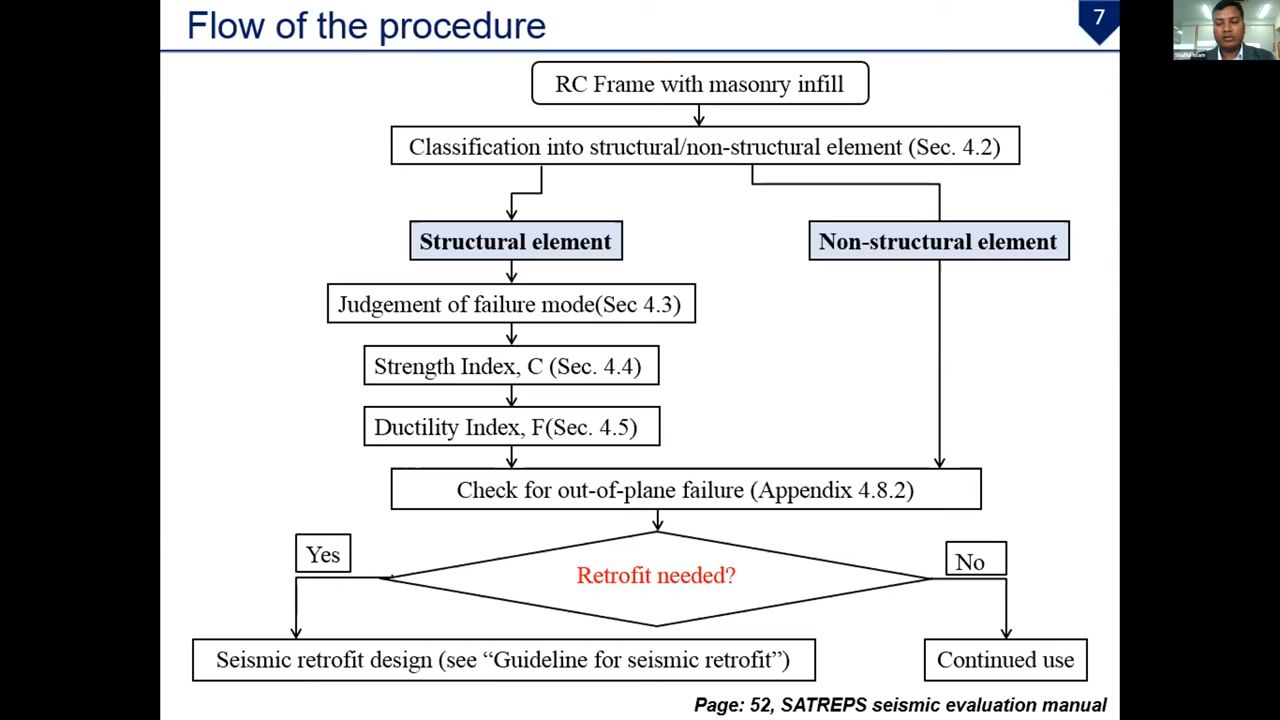 Flow of the procedure
7
RC Frame with masonry infill
Classification into structural/non-structural element (Sec. 4.2)
Structural element
Non-structural element
Judgement of failure mode(Sec 4.3)
Strength Index, C (Sec. 4.4)
Ductility Index, F(Sec. 4.5)
Check for out-of-plane failure (Appendix 4.8.2)
Yes
Retrofit needed?
No
Seismic retrofit design (see “Guideline for seismic retrofit”)
Continued use
Page: 52, SATREPS seismic evaluation manual